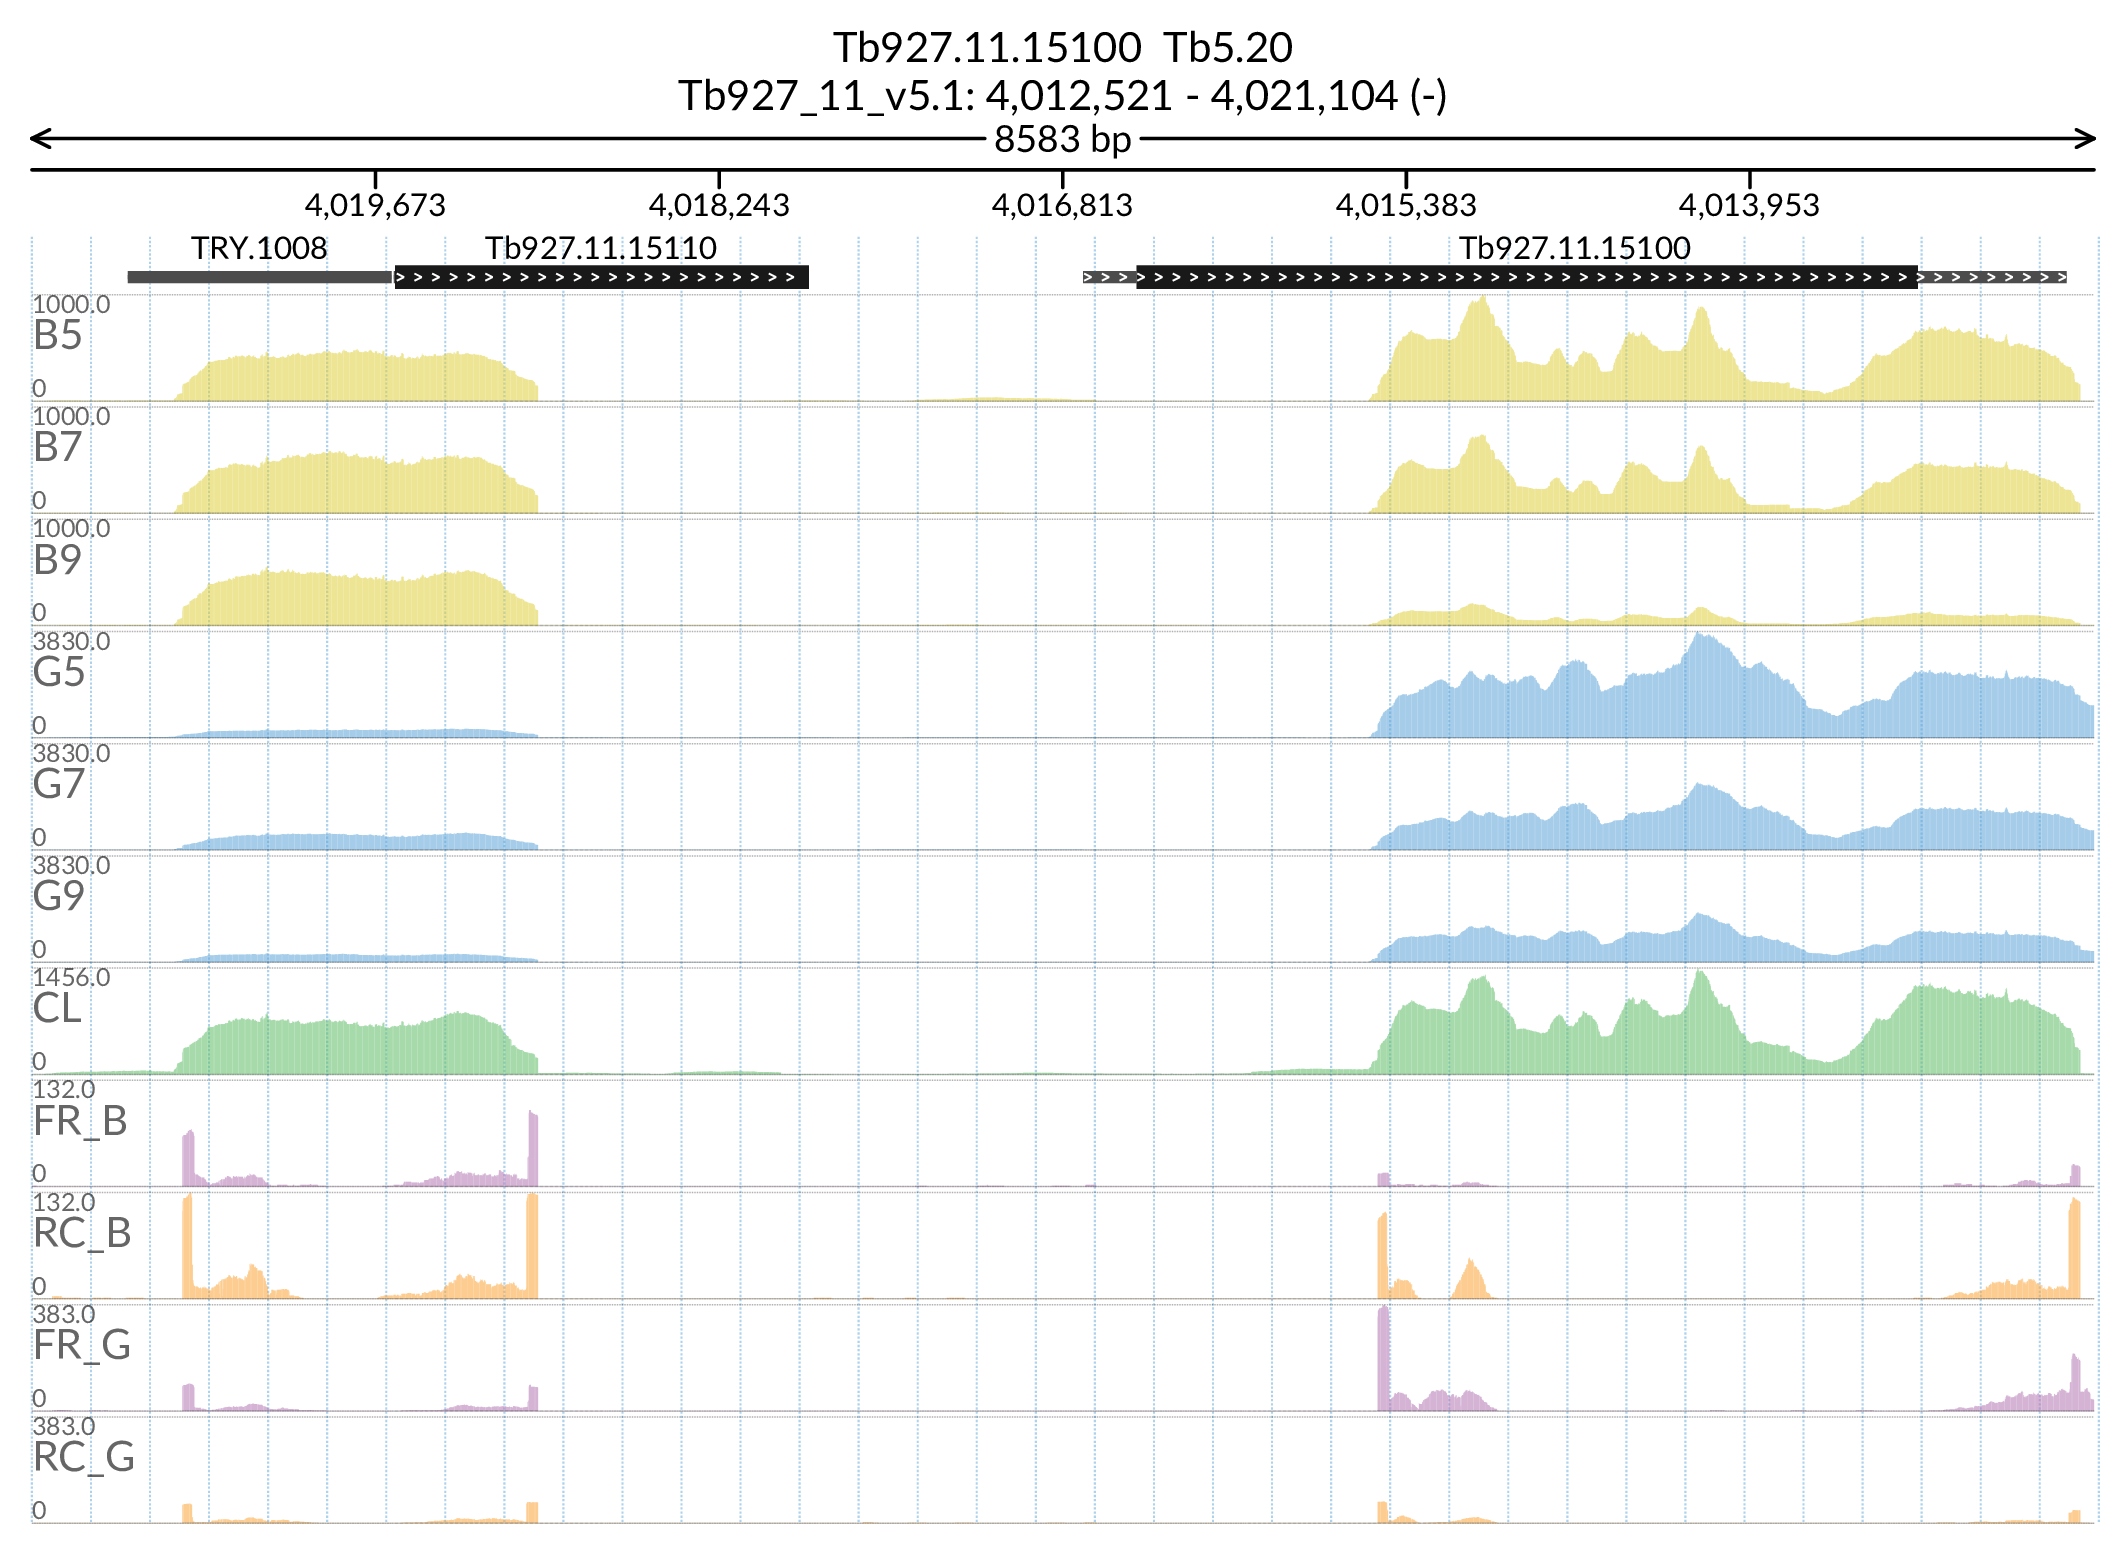 Tb927.11.15100 Tb5.20
Tb927_11_v5.1: 4,012,521 - 4,021,104 (-)
8583 bp
4,019,673 4,018,243 4,016,813 4,015,383 4,013,953
TRY.1008 Tb927.11.15110 Tb927.11.15100
1000.0
B5
0
1000.0
B7
0
1000.0
B9
0
3830.0
G5
0
3830.0
G7
0
3830.0
G9
0
1456.0
CL
0
132.0
FR_B
0
132.0
RC_B
0
383.0
FR_G
0
383.0
RC_G
0